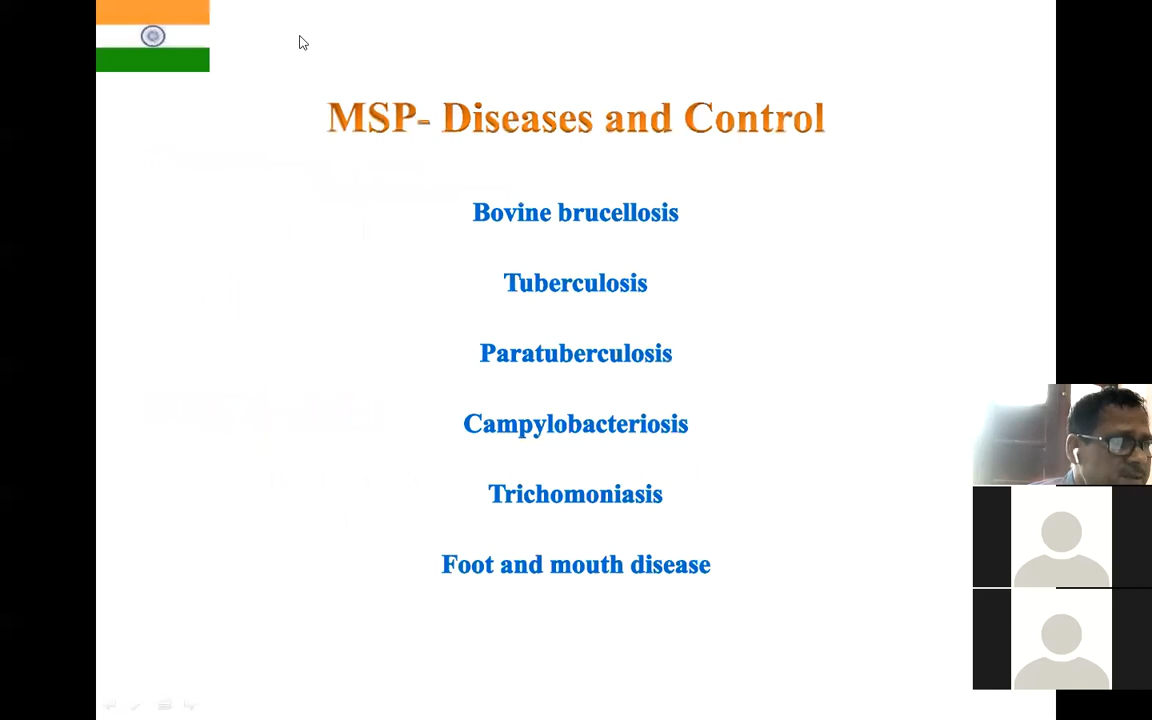 MSP- Diseases and Control
Bovine brucellosis
Tuberculosis
Paratuberculosis
Campylobacteriosis
Trichomoniasis
Foot and mouth disease